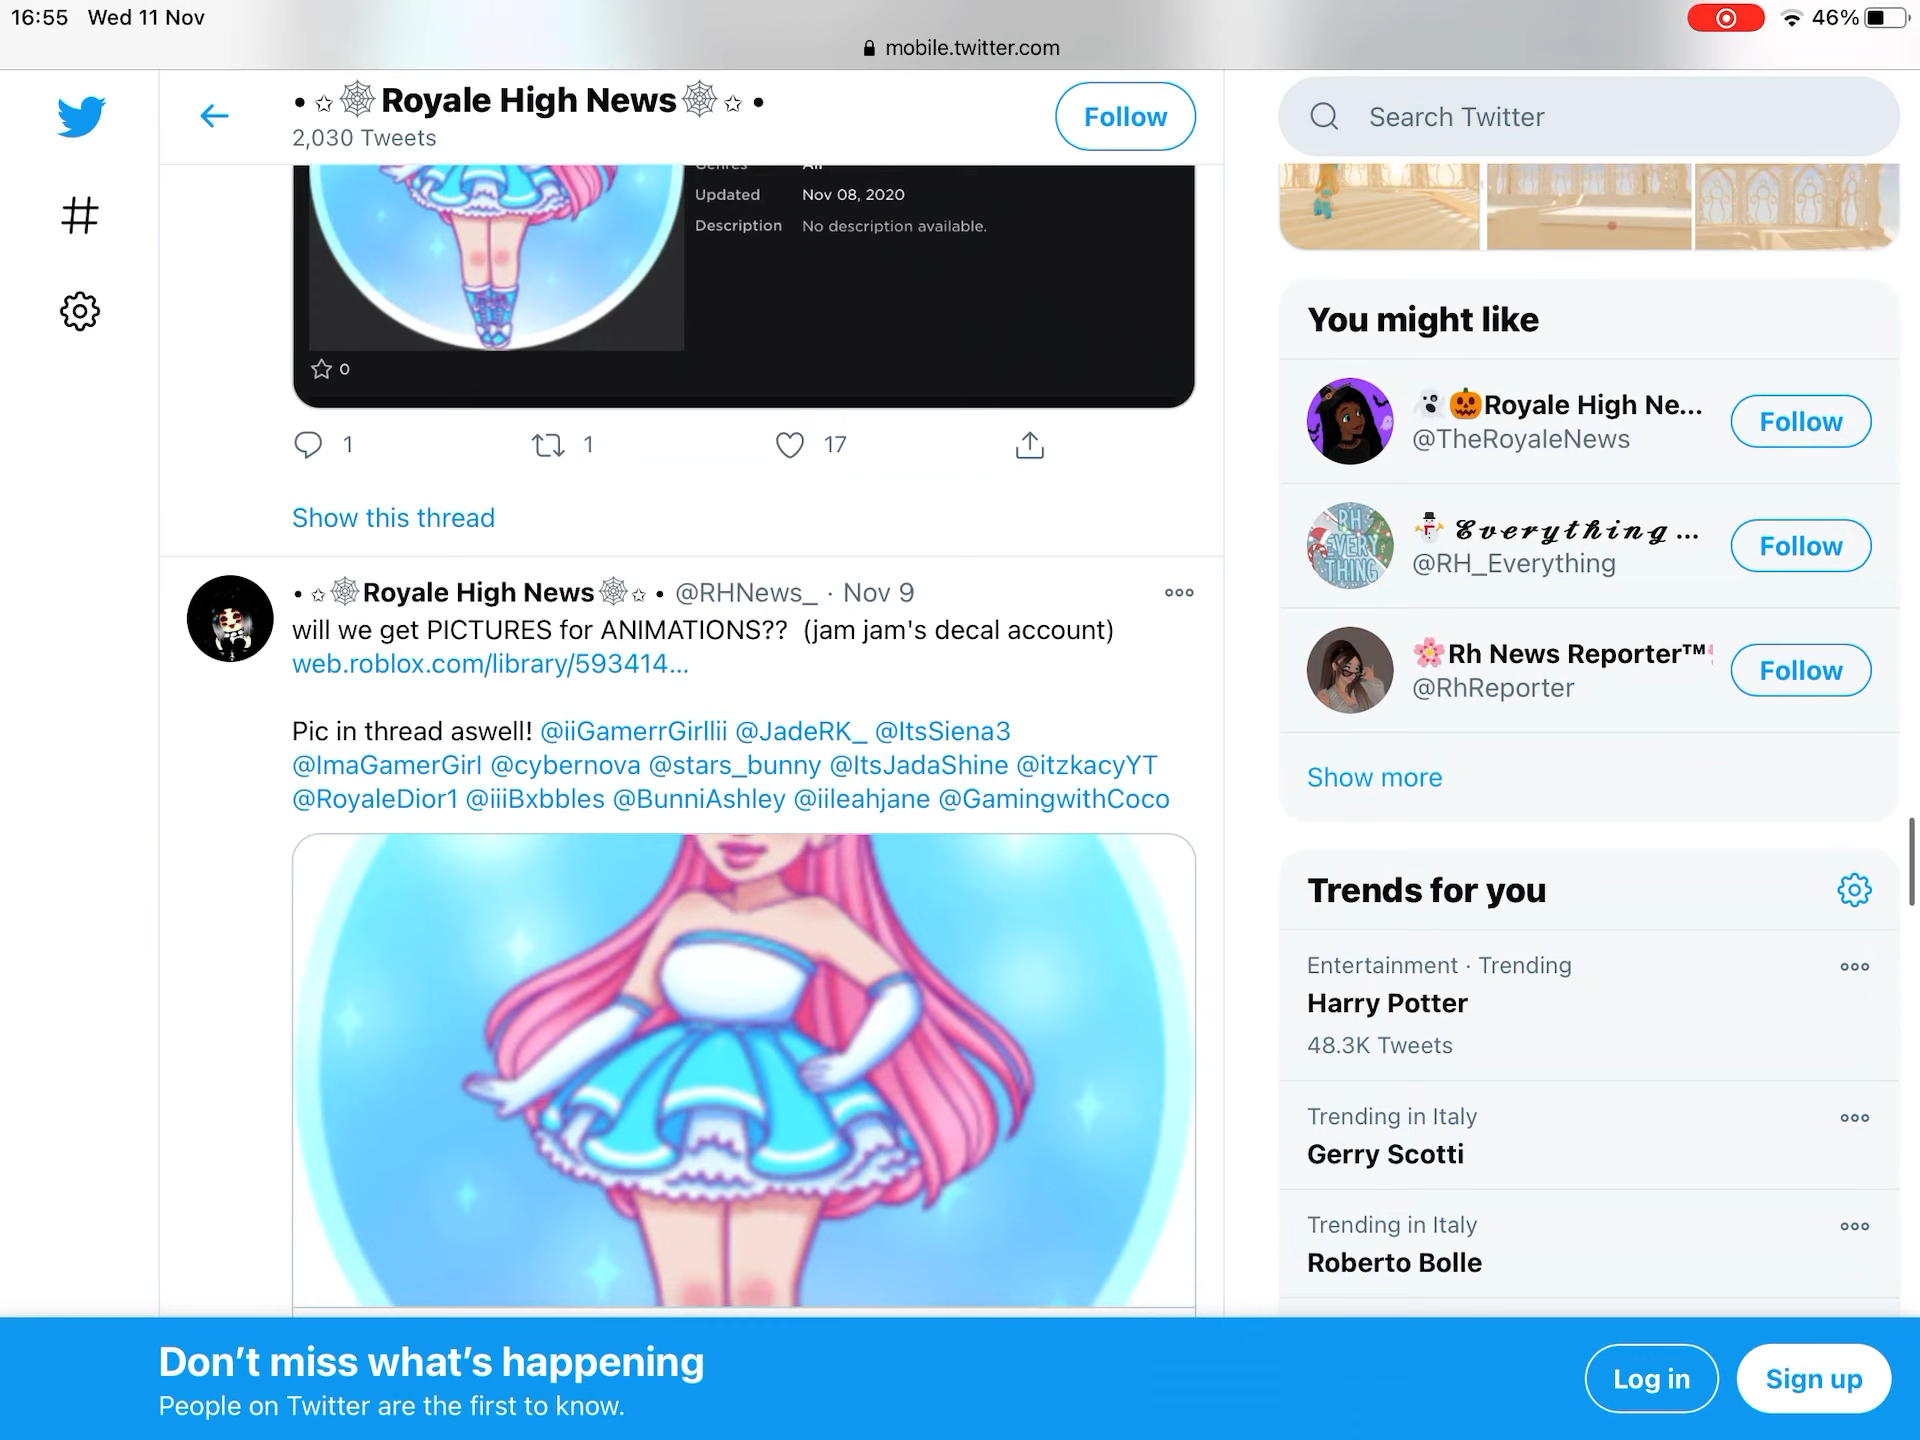 16:55 Wed 11 Nov
46%
mobile.twitter.com
• ☆🕸Royale High News🕸☆ •
2,030 Tweets
Follow
Search Twitter
Genres All
Updated Nov 08, 2020
Description No description available.
0
1 1 17
Show this thread
• ☆🕸Royale High News🕸☆ • @RHNews_ · Nov 9
will we get PICTURES for ANIMATIONS?? (jam jam's decal account)
web.roblox.com/library/593414...
Pic in thread aswell! @iiGamerrGirllii @JadeRK_ @ItsSiena3
@ImaGamerGirl @cybernova @stars_bunny @ItsJadaShine @itzkacyYT
@RoyaleDior1 @iiiBxbbles @BunniAshley @iileahjane @GamingwithCoco
You might like
👻🎃Royale High Ne...
@TheRoyaleNews
Follow
RH
EVERY
THING
⛄ 𝓔𝓿𝓮𝓻𝔂𝓽𝓱𝓲𝓷𝓰 ...
@RH_Everything
Follow
🌸Rh News Reporter™
@RhReporter
Follow
Show more
Trends for you
Entertainment · Trending
Harry Potter
48.3K Tweets
Trending in Italy
Gerry Scotti
Trending in Italy
Roberto Bolle
Don't miss what's happening
People on Twitter are the first to know.
Log in
Sign up